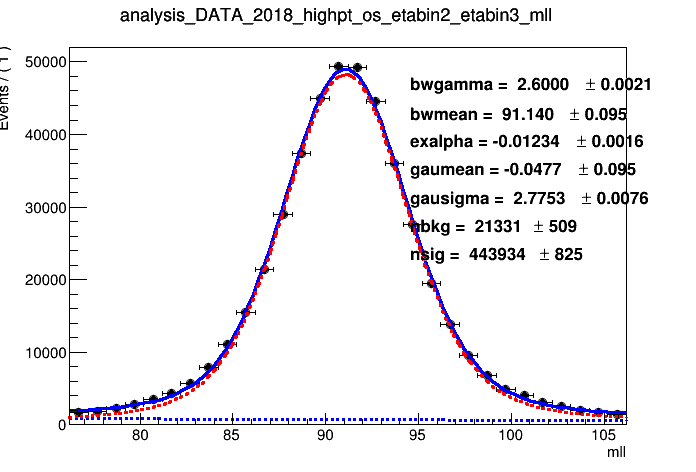 analysis_DATA_2018_highpt_os_etabin2_etabin3_mll
Events / ( 1 )
50000
40000
30000
20000
10000
0
bwgamma = 2.6000 ± 0.0021
bwmean = 91.140 ± 0.095
exalpha = -0.01234 ± 0.0016
gaumean = -0.0477 ± 0.095
gausigma = 2.7753 ± 0.0076
nbkg = 21331 ± 509
nsig = 443934 ± 825
80 85 90 95 100 105
mll